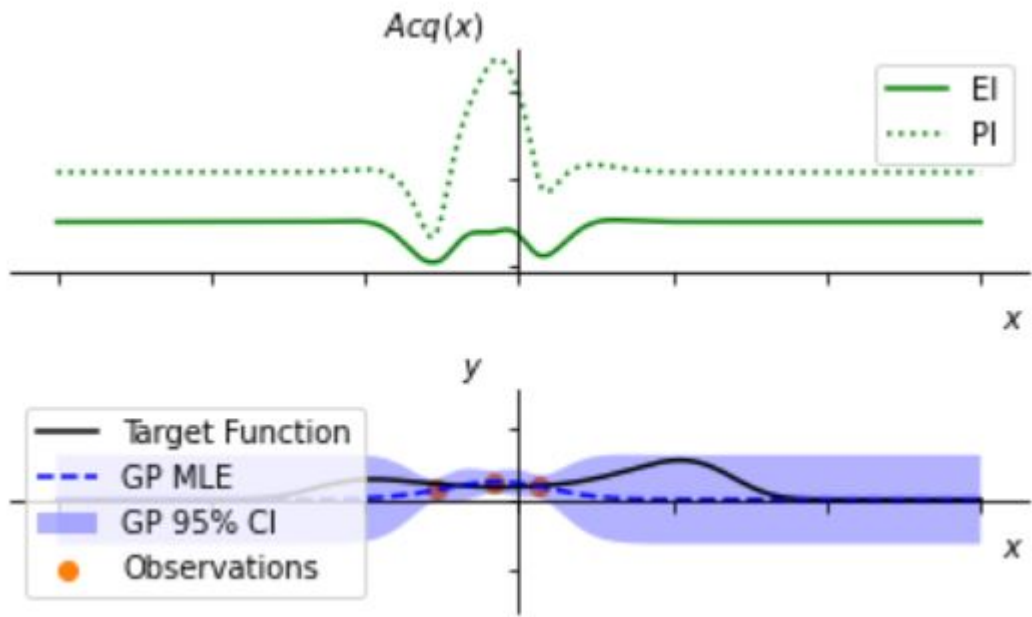 Acq(x)
EI
PI
x
y
Target Function
GP MLE
GP 95% CI
Observations
x